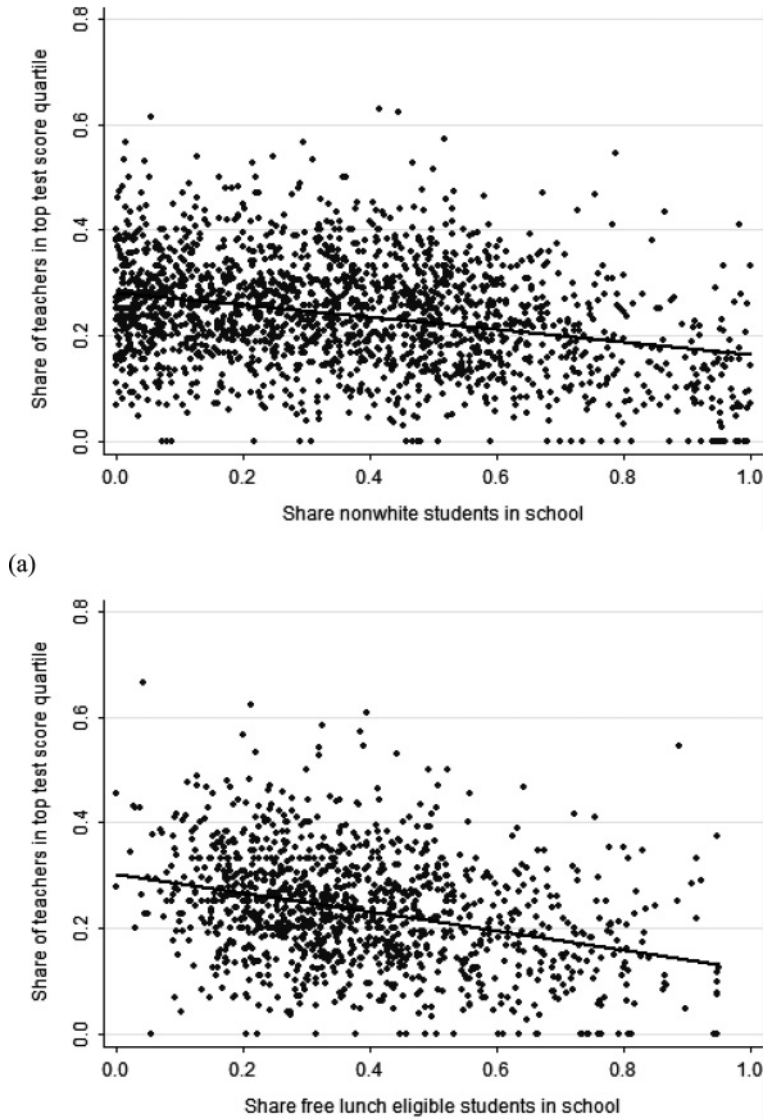 Share of teachers in top test score quartile
0.8
0.6
0.4
0.2
0.0
0.0 0.2 0.4 0.6 0.8 1.0
Share nonwhite students in school
(a)
Share of teachers in top test score quartile
0.8
0.6
0.4
0.2
0.0
0.0 0.2 0.4 0.6 0.8 1.0
Share free lunch eligible students in school